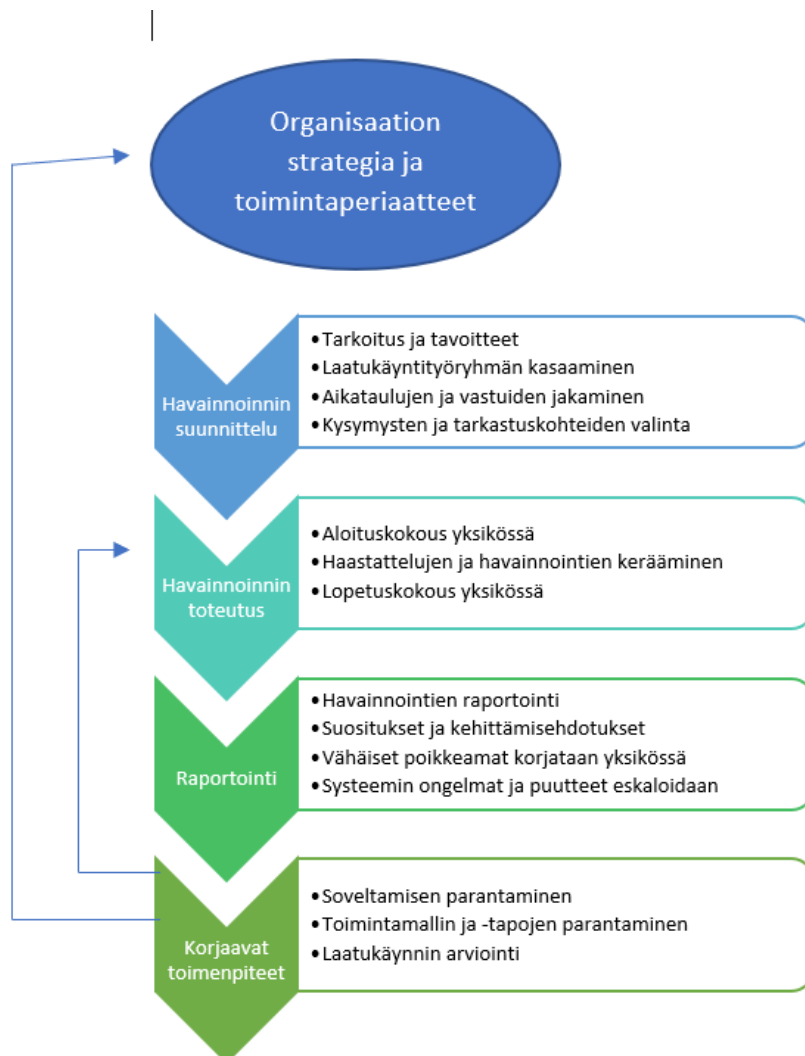 Organisaation
strategia ja
toimintaperiaatteet
Havainnoinnin
suunnittelu
•Tarkoitus ja tavoitteet
•Laatukäyntityöryhmän kasaaminen
•Aikataulujen ja vastuiden jakaminen
•Kysymysten ja tarkastuskohteiden valinta
Havainnoinnin
toteutus
•Aloituskokous yksikössä
•Haastattelujen ja havainnointien kerääminen
•Lopetuskokous yksikössä
Raportointi
•Havainnointien raportointi
•Suositukset ja kehittämisehdotukset
•Vähäiset poikkeamat korjataan yksikössä
•Systeemin ongelmat ja puutteet eskaloidaan
Korjaavat
toimenpiteet
•Soveltamisen parantaminen
•Toimintamallin ja -tapojen parantaminen
•Laatukäynnin arviointi